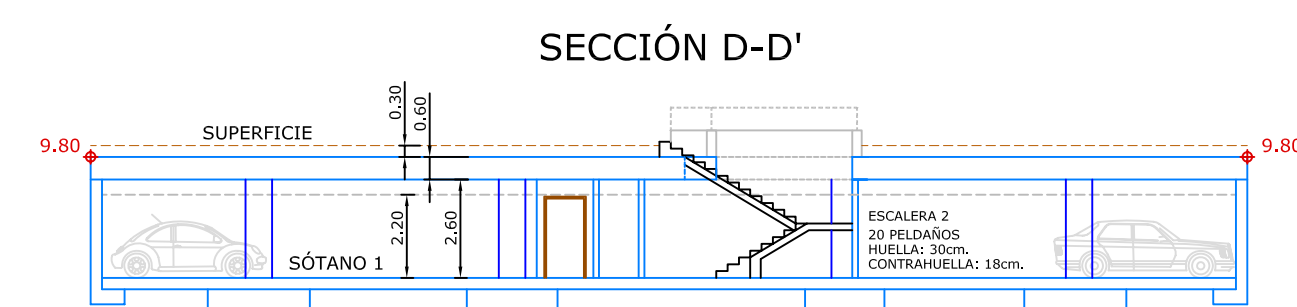 SECCIÓN D-D'
0.30
0.60
SUPERFICIE
9.80
9.80
2.20
2.60
SÓTANO 1
ESCALERA 2
20 PELDAÑOS
HUELLA: 30cm.
CONTRAHUELLA: 18cm.